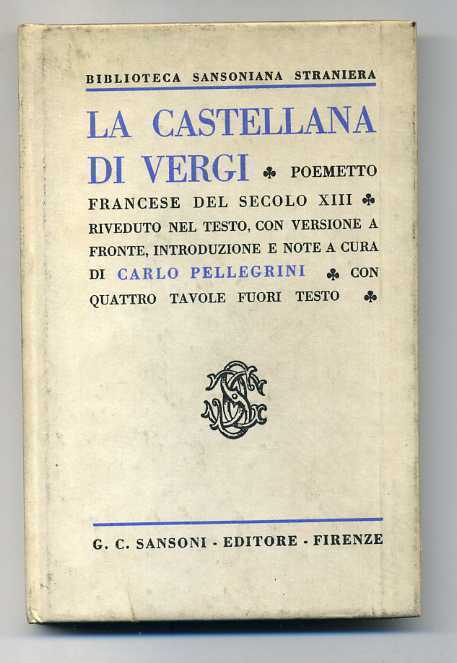 BIBLIOTECA SANSONIANA STRANIERA
LA CASTELLANA
DI VERGI ♣ POEMETTO
FRANCESE DEL SECOLO XIII ♣
RIVEDUTO NEL TESTO, CON VERSIONE A
FRONTE, INTRODUZIONE E NOTE A CURA
DI CARLO PELLEGRINI ♣ CON
QUATTRO TAVOLE FUORI TESTO ♣
G. C. SANSONI - EDITORE - FIRENZE